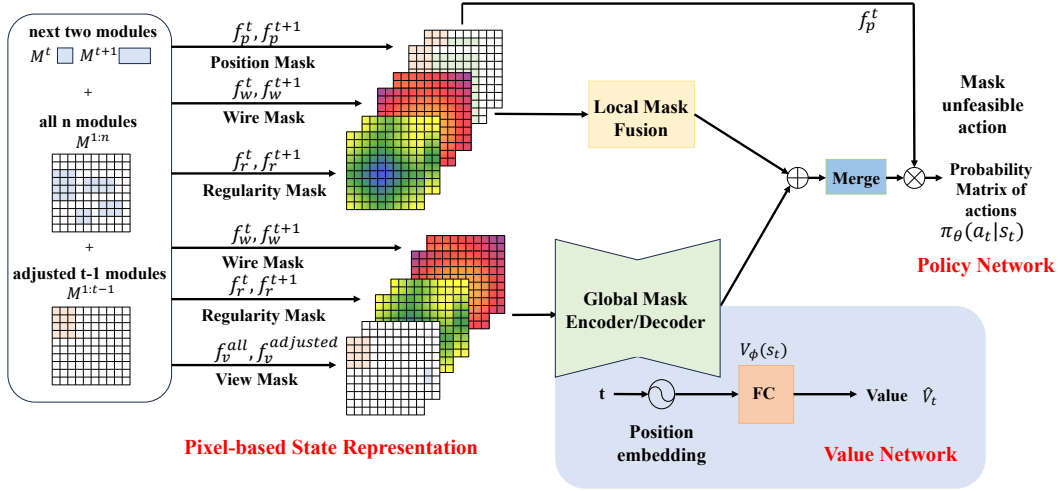 next two modules
M^t M^{t+1}
+
all n modules
M^{1:n}
+
adjusted t-1 modules
M^{1:t-1}
f_p^t, f_p^{t+1}
Position Mask
f_w^t, f_w^{t+1}
Wire Mask
f_r^t, f_r^{t+1}
Regularity Mask
f_w^t, f_w^{t+1}
Wire Mask
f_r^t, f_r^{t+1}
Regularity Mask
f_v^{all}, f_v^{adjusted}
View Mask
Pixel-based State Representation
Local Mask
Fusion
Global Mask
Encoder/Decoder
f_p^t
Mask
unfeasible
action
Merge
Probability
Matrix of
actions
π_θ(a_t|s_t)
Policy Network
V_ϕ(s_t)
t
FC
Value V̂_t
Position
embedding
Value Network